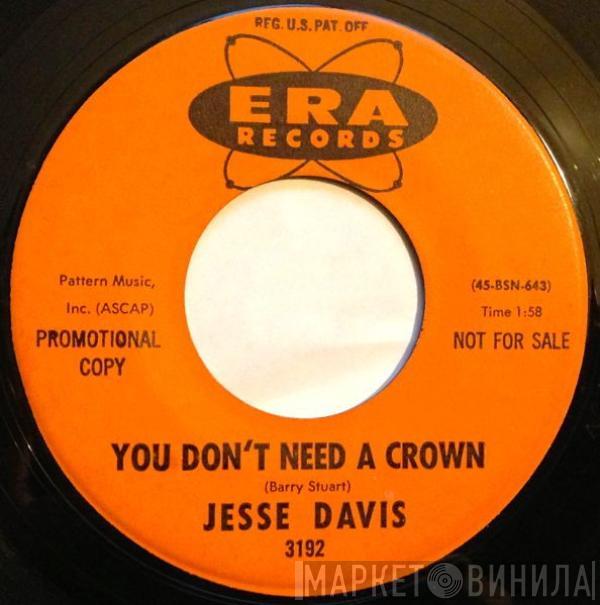 REG. U.S. PAT. OFF
ERA
RECORDS
Pattern Music,
Inc. (ASCAP)
PROMOTIONAL
COPY
(45-BSN-643)
Time 1:58
NOT FOR SALE
YOU DON'T NEED A CROWN
(Barry Stuart)
JESSE DAVIS
3192
МАРКЕТ ВИНИЛА